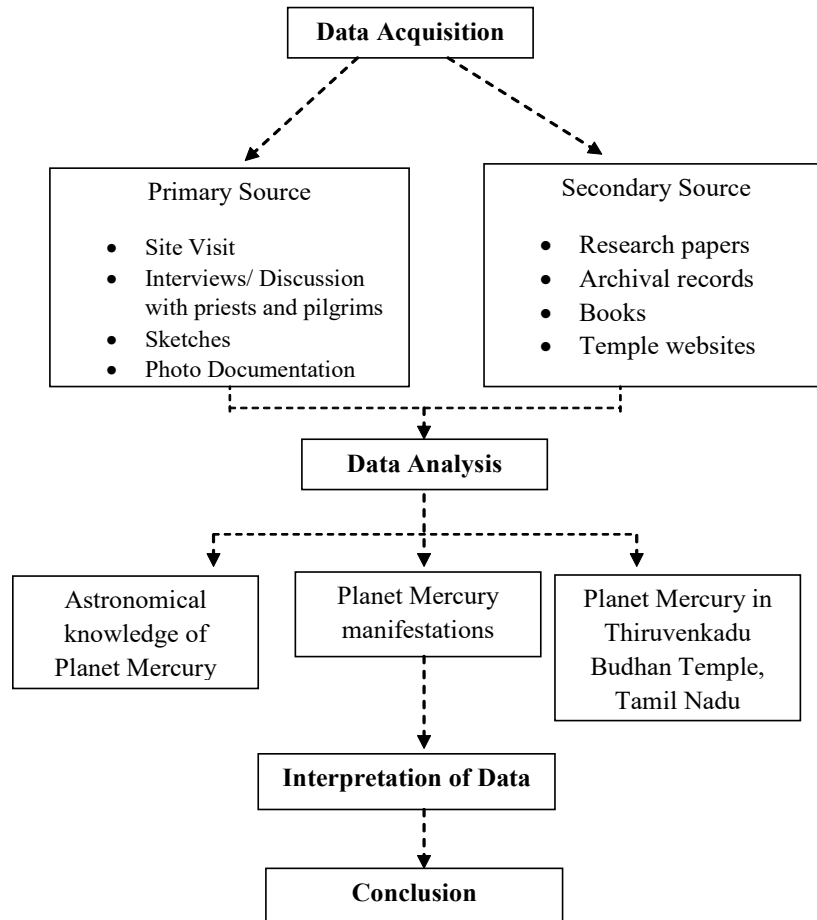 Data Acquisition
Primary Source
• Site Visit
• Interviews/ Discussion
with priests and pilgrims
• Sketches
• Photo Documentation
Secondary Source
• Research papers
• Archival records
• Books
• Temple websites
Data Analysis
Astronomical
knowledge of
Planet Mercury
Planet Mercury
manifestations
Planet Mercury in
Thiruvenkadu
Budhan Temple,
Tamil Nadu
Interpretation of Data
Conclusion